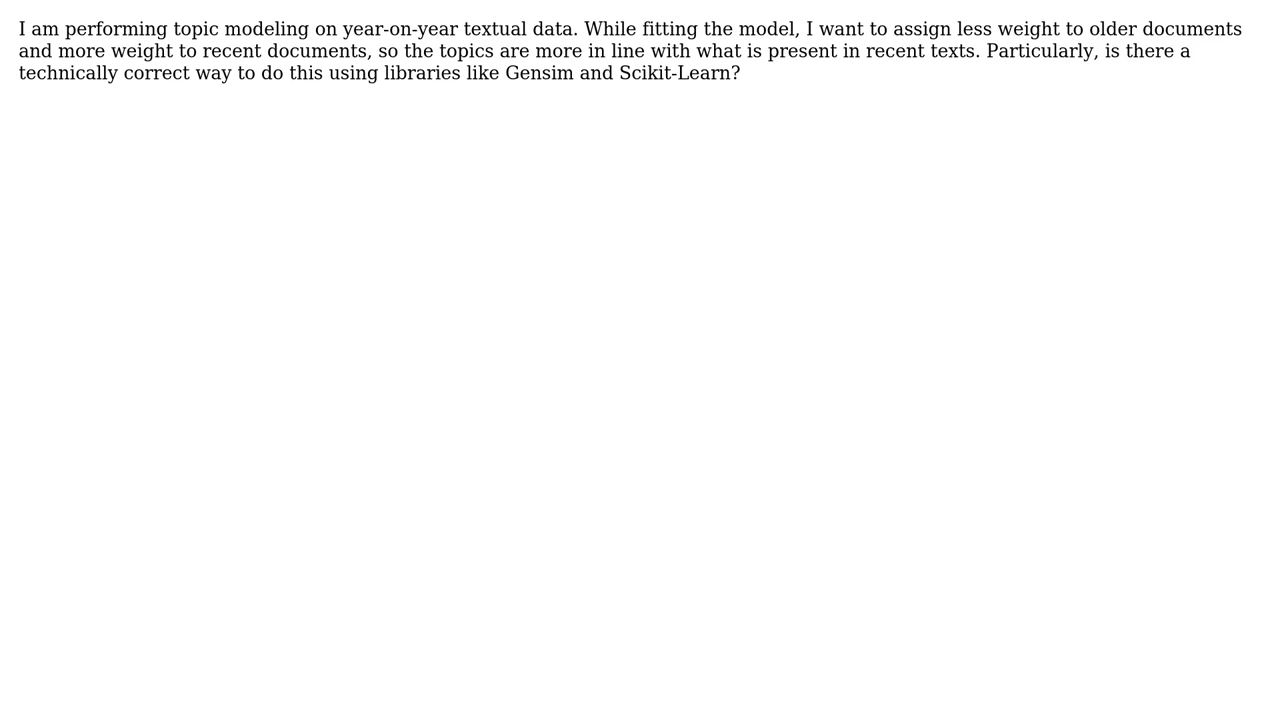 I am performing topic modeling on year-on-year textual data. While fitting the model, I want to assign less weight to older documents
and more weight to recent documents, so the topics are more in line with what is present in recent texts. Particularly, is there a
technically correct way to do this using libraries like Gensim and Scikit-Learn?